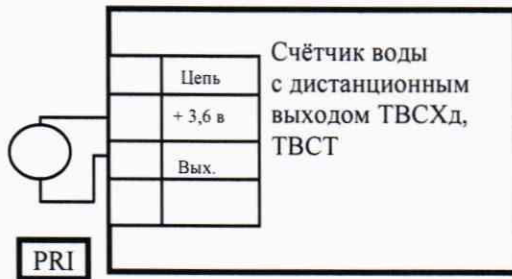 Цепь
+ 3,6 в
Вых.
Счётчик воды
с дистанционным
выходом ТВСХд,
ТВСТ
PRI